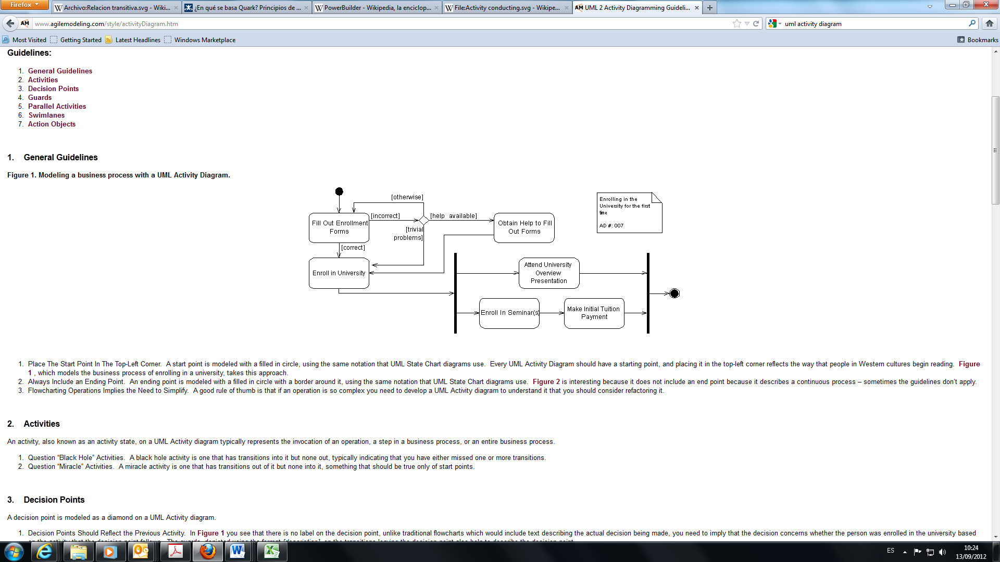 Firefox
Archivo:Relacion transitiva.svg - Wiki...
¿En qué se basa Quark? Principios de ...
PowerBuilder - Wikipedia, la enciclop...
File:Activity conducting.svg - Wikipe...
AM UML 2 Activity Diagramming Guideli...
AM www.agilemodeling.com/style/activityDiagram.htm
uml activity diagram
Most Visited Getting Started Latest Headlines Windows Marketplace
Bookmarks
Guidelines:
1. General Guidelines
2. Activities
3. Decision Points
4. Guards
5. Parallel Activities
6. Swimlanes
7. Action Objects
1. General Guidelines
Figure 1. Modeling a business process with a UML Activity Diagram.
[otherwise]
[incorrect]
[help available]
Fill Out Enrollment
Forms
[trivial
problems]
Obtain Help to Fill
Out Forms
Enrolling in the
University for the first
time
AD #: 007
[correct]
Enroll in University
Attend University
Overview
Presentation
Enroll In Seminar(s)
Make Initial Tuition
Payment
1. Place The Start Point In The Top-Left Corner. A start point is modeled with a filled in circle, using the same notation that UML State Chart diagrams use. Every UML Activity Diagram should have a starting point, and placing it in the top-left corner reflects the way that people in Western cultures begin reading. Figure
1 , which models the business process of enrolling in a university, takes this approach.
2. Always Include an Ending Point. An ending point is modeled with a filled in circle with a border around it, using the same notation that UML State Chart diagrams use. Figure 2 is interesting because it does not include an end point because it describes a continuous process – sometimes the guidelines don’t apply.
3. Flowcharting Operations Implies the Need to Simplify. A good rule of thumb is that if an operation is so complex you need to develop a UML Activity diagram to understand it that you should consider refactoring it.
2. Activities
An activity, also known as an activity state, on a UML Activity diagram typically represents the invocation of an operation, a step in a business process, or an entire business process.
1. Question “Black Hole” Activities. A black hole activity is one that has transitions into it but none out, typically indicating that you have either missed one or more transitions.
2. Question “Miracle” Activities. A miracle activity is one that has transitions out of it but none into it, something that should be true only of start points.
3. Decision Points
A decision point is modeled as a diamond on a UML Activity diagram.
1. Decision Points Should Reflect the Previous Activity. In Figure 1 you see that there is no label on the decision point, unlike traditional flowcharts which would include text describing the actual decision being made, you need to imply that the decision concerns whether the person was enrolled in the university based
ES
10:24
13/09/2012